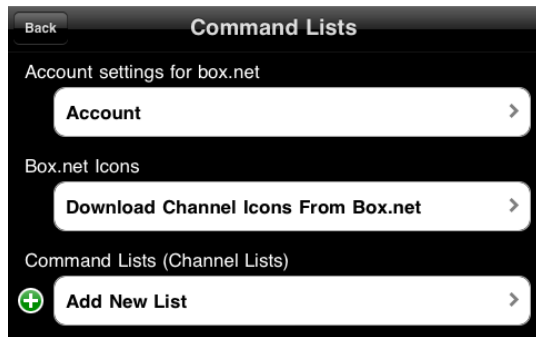 Back
Command Lists
Account settings for box.net
Account
Box.net Icons
Download Channel Icons From Box.net
Command Lists (Channel Lists)
Add New List